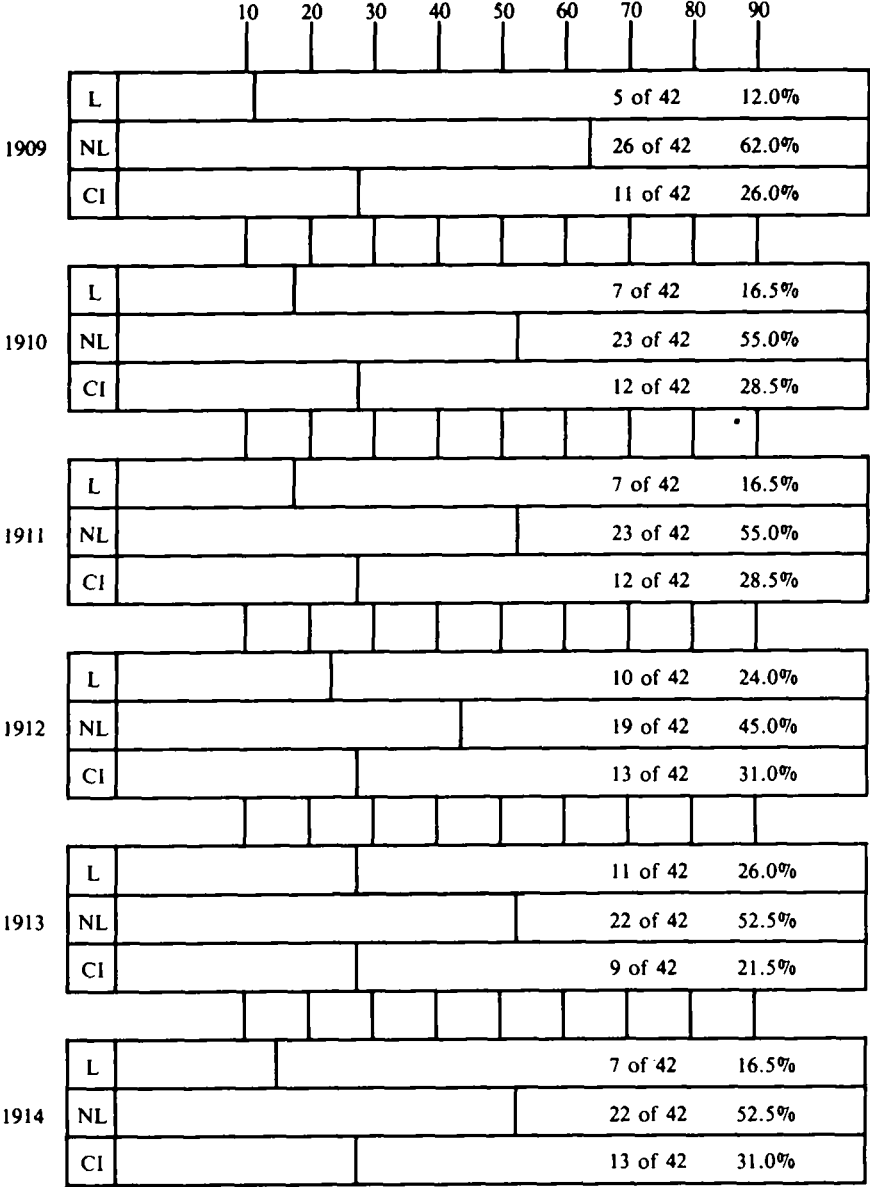 10 20 30 40 50 60 70 80 90
L 5 of 42 12.0%
1909 NL 26 of 42 62.0%
CI 11 of 42 26.0%
L 7 of 42 16.5%
1910 NL 23 of 42 55.0%
CI 12 of 42 28.5%
L 7 of 42 16.5%
1911 NL 23 of 42 55.0%
CI 12 of 42 28.5%
L 10 of 42 24.0%
1912 NL 19 of 42 45.0%
CI 13 of 42 31.0%
L 11 of 42 26.0%
1913 NL 22 of 42 52.5%
CI 9 of 42 21.5%
L 7 of 42 16.5%
1914 NL 22 of 42 52.5%
CI 13 of 42 31.0%